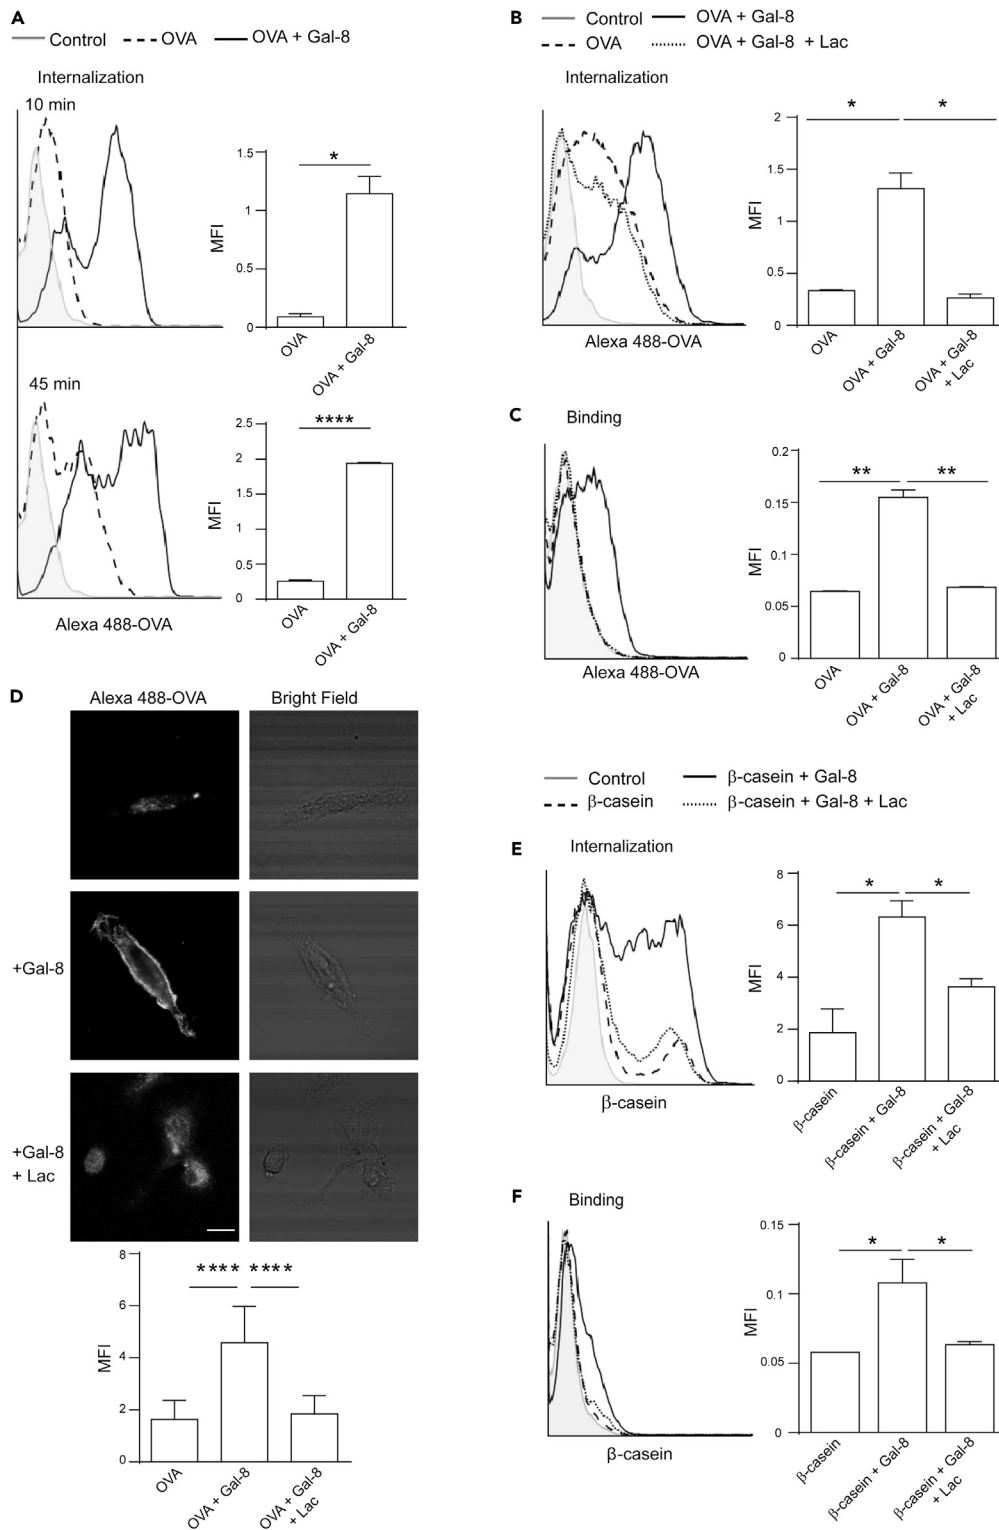 A
Control OVA OVA + Gal-8
Internalization
10 min
MFI
1.5
1
1.5
0
*
OVA
OVA + Gal-8
45 min
MFI
2.5
2
1
0.5
0
****
OVA
OVA + Gal-8
Alexa 488-OVA
B
Control OVA + Gal-8
OVA OVA + Gal-8 + Lac
Internalization
MFI
2
1.5
1
0.5
0
* *
OVA
OVA + Gal-8
OVA + Gal-8
+ Lac
Alexa 488-OVA
C
Binding
MFI
0.2
0.15
0.1
0.05
0
** **
OVA
OVA + Gal-8
OVA + Gal-8
+ Lac
Alexa 488-OVA
D
Alexa 488-OVA Bright Field
+Gal-8
+Gal-8
+ Lac
MFI
8
6
4
2
0
**** ****
OVA
OVA + Gal-8
OVA + Gal-8
+ Lac
Control β-casein + Gal-8
β-casein β-casein + Gal-8 + Lac
E
Internalization
MFI
8
6
4
2
0
* *
β-casein
β-casein + Gal-8
β-casein + Gal-8
+ Lac
β-casein
F
Binding
MFI
0.15
0.1
0.05
0
* *
β-casein
β-casein + Gal-8
β-casein + Gal-8
+ Lac
β-casein